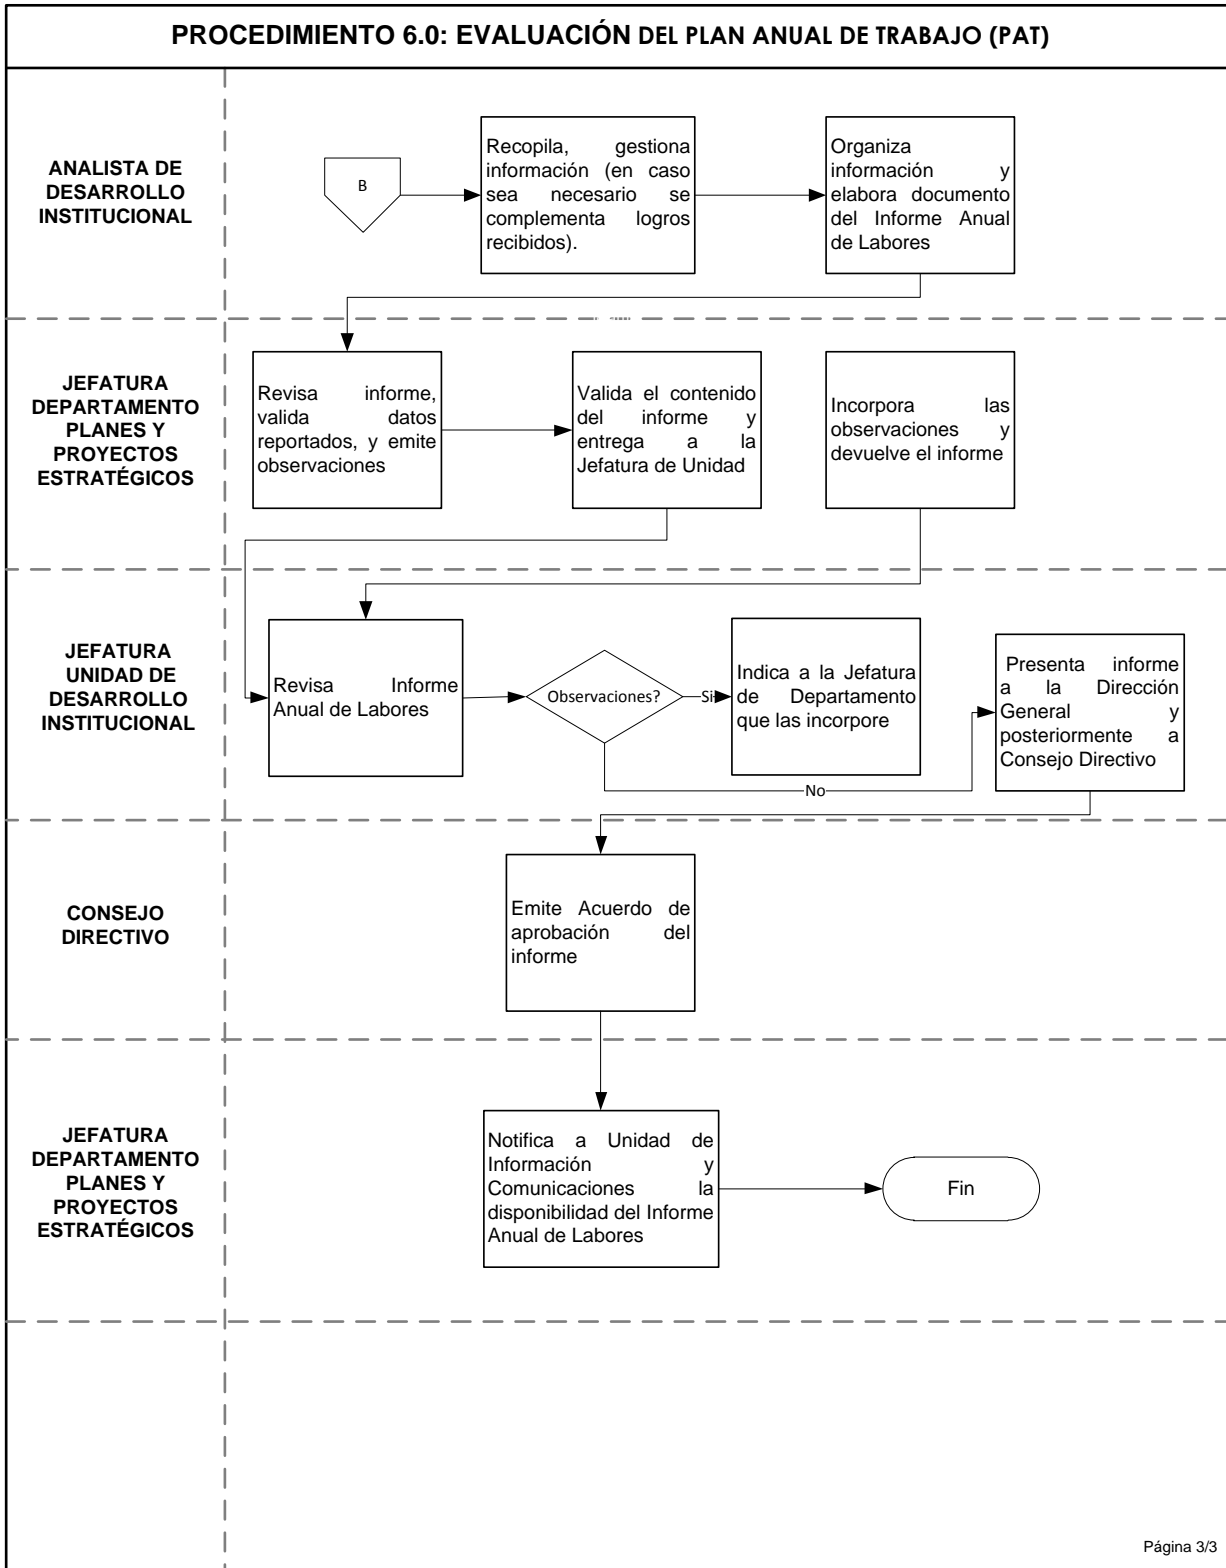 PROCEDIMIENTO 6.0: EVALUACIÓN DEL PLAN ANUAL DE TRABAJO (PAT)
ANALISTA DE
DESARROLLO
INSTITUCIONAL
B
Recopila, gestiona
información (en caso
sea necesario se
complementa logros
recibidos).
Organiza
información y
elabora documento
del Informe Anual
de Labores
JEFATURA
DEPARTAMENTO
PLANES Y
PROYECTOS
ESTRATÉGICOS
Revisa informe,
valida datos
reportados, y emite
observaciones
Valida el contenido
del informe y
entrega a la
Jefatura de Unidad
Incorpora las
observaciones y
devuelve el informe
JEFATURA
UNIDAD DE
DESARROLLO
INSTITUCIONAL
Revisa Informe
Anual de Labores
Observaciones?
Si
Indica a la Jefatura
de Departamento
que las incorpore
No
Presenta informe
a la Dirección
General y
posteriormente a
Consejo Directivo
CONSEJO
DIRECTIVO
Emite Acuerdo de
aprobación del
informe
JEFATURA
DEPARTAMENTO
PLANES Y
PROYECTOS
ESTRATÉGICOS
Notifica a Unidad de
Información y
Comunicaciones la
disponibilidad del Informe
Anual de Labores
Fin
Página 3/3